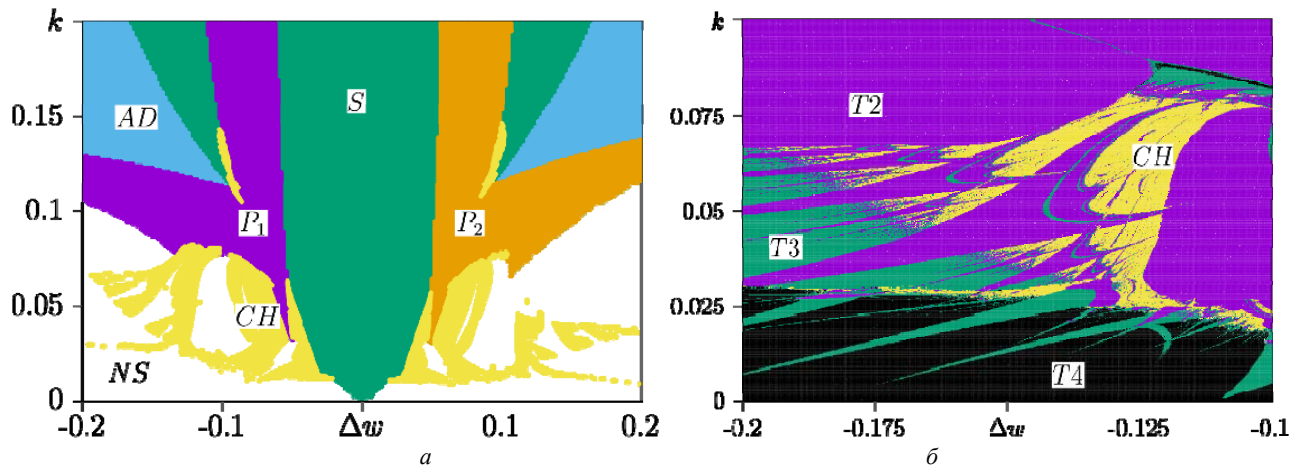 k
0.15
0.1
0.05
0
AD
S
P₁
P₂
CH
NS
-0.2 -0.1 Δw 0.1 0.2
а
k
0.075
0.05
0.025
0
T2
CH
T3
T4
-0.2 -0.175 Δw -0.125 -0.1
б